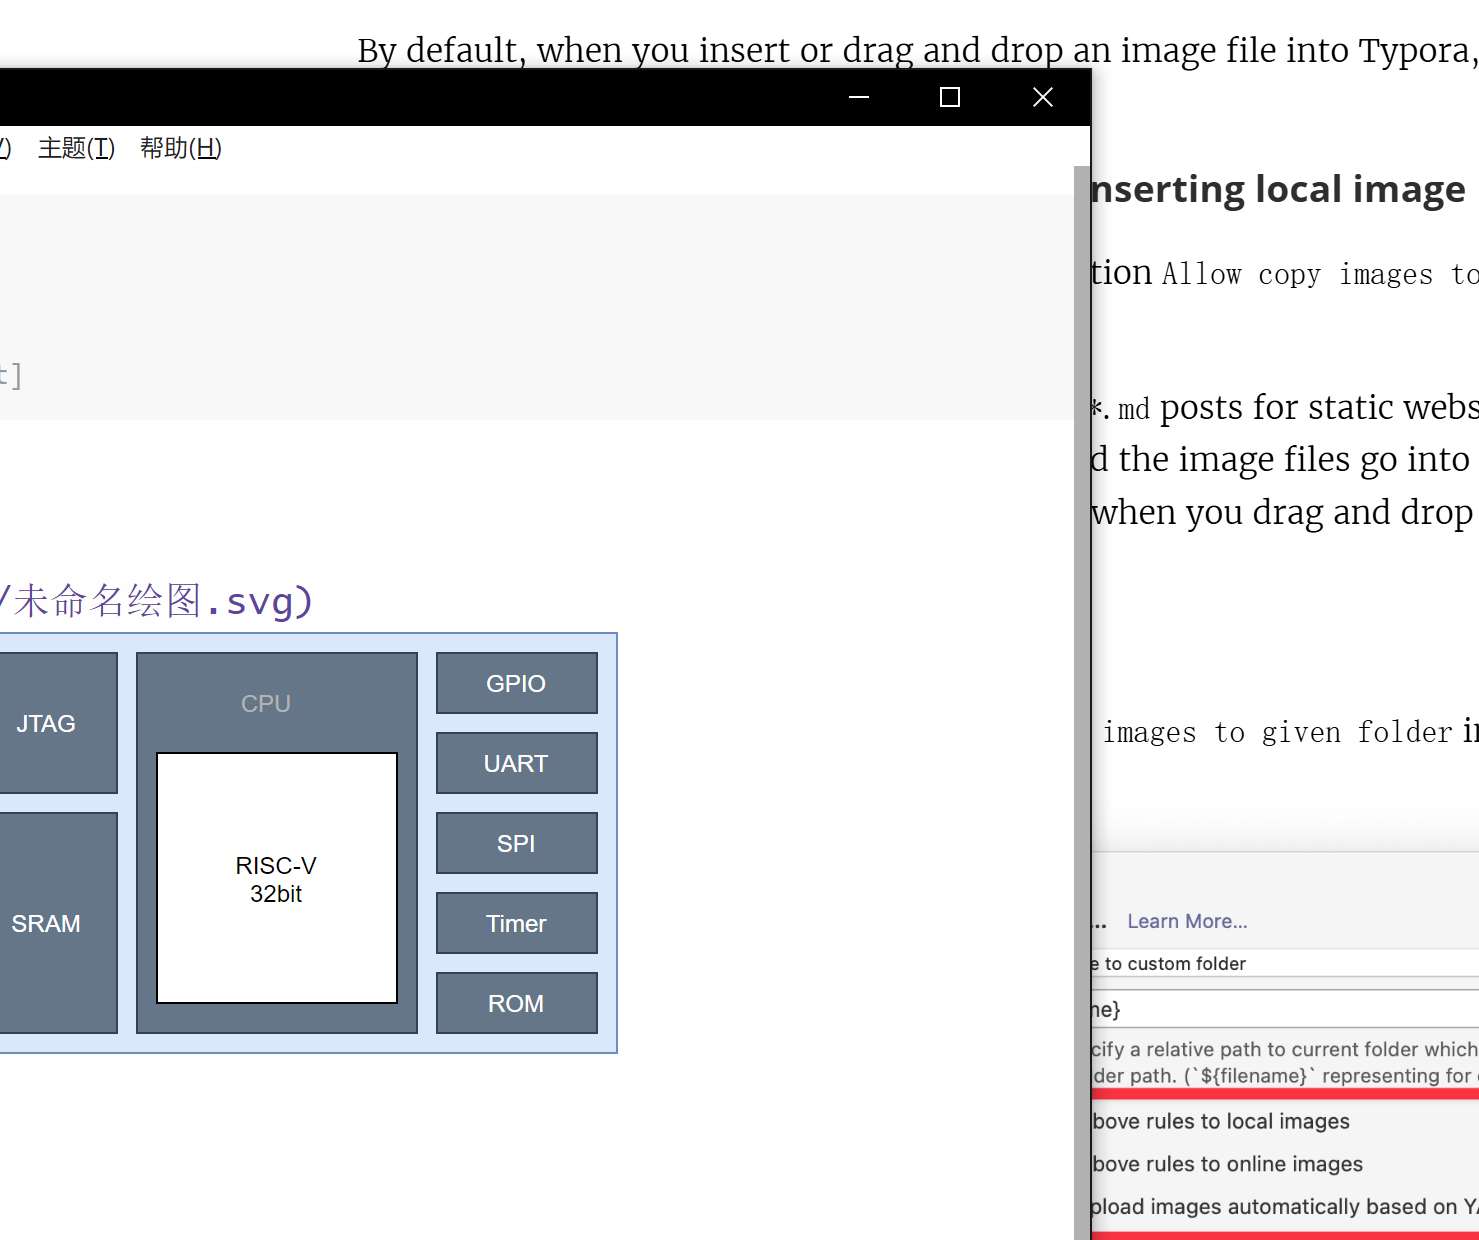 By default, when you insert or drag and drop an image file into Typora,
主题(T) 帮助(H)
nserting local image
tion Allow copy images to
t]
*.md posts for static webs
d the image files go into
when you drag and drop
/未命名绘图.svg)
JTAG
CPU
GPIO
UART
SPI
RISC-V
32bit
SRAM
Timer
ROM
images to given folder in
... Learn More...
e to custom folder
ne}
cify a relative path to current folder which
der path. (`${filename}` representing for
bove rules to local images
bove rules to online images
pload images automatically based on YA